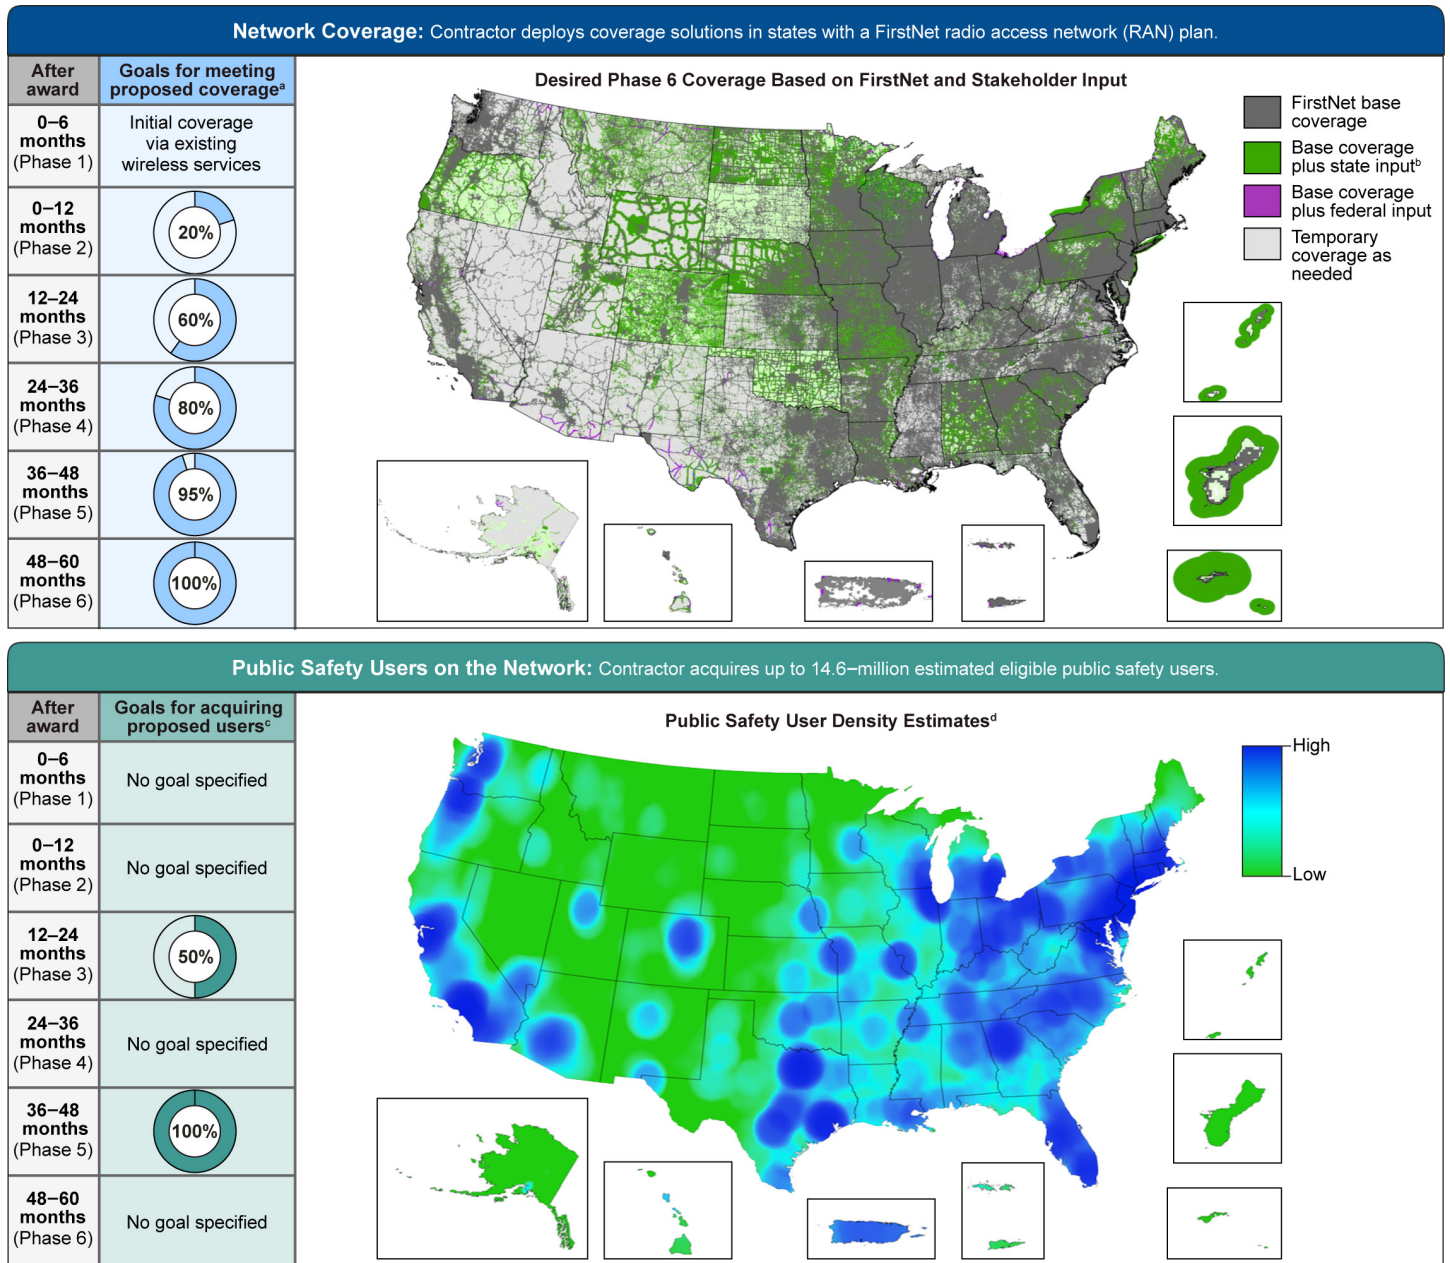 Network Coverage: Contractor deploys coverage solutions in states with a FirstNet radio access network (RAN) plan.
After
award
Goals for meeting
proposed coverageᵃ
0–6
months
(Phase 1)
Initial coverage
via existing
wireless services
0–12
months
(Phase 2)
20%
12–24
months
(Phase 3)
60%
24–36
months
(Phase 4)
80%
36–48
months
(Phase 5)
95%
48–60
months
(Phase 6)
100%
Desired Phase 6 Coverage Based on FirstNet and Stakeholder Input
FirstNet base
coverage
Base coverage
plus state inputᵇ
Base coverage
plus federal input
Temporary
coverage as
needed
Public Safety Users on the Network: Contractor acquires up to 14.6–million estimated eligible public safety users.
After
award
Goals for acquiring
proposed usersᶜ
0–6
months
(Phase 1)
No goal specified
0–12
months
(Phase 2)
No goal specified
12–24
months
(Phase 3)
50%
24–36
months
(Phase 4)
No goal specified
36–48
months
(Phase 5)
100%
48–60
months
(Phase 6)
No goal specified
Public Safety User Density Estimatesᵈ
High
Low